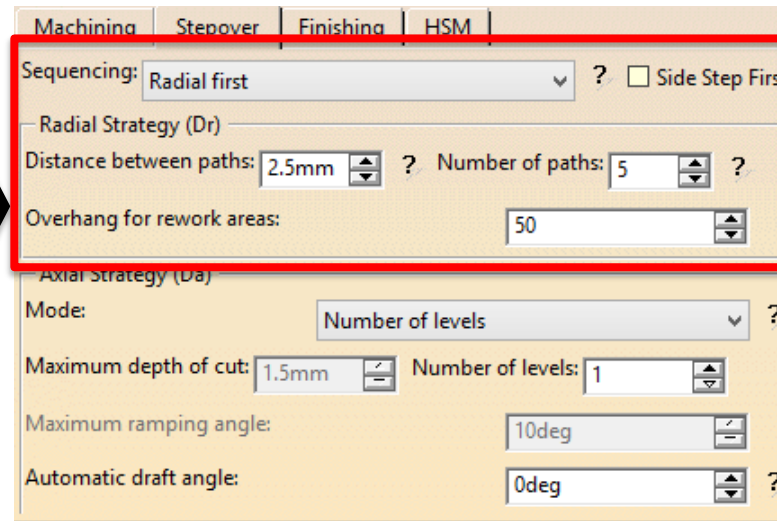 Machining Stepover Finishing HSM
Sequencing: Radial first ? Side Step Firs
Radial Strategy (Dr)
Distance between paths: 2.5mm ? Number of paths: 5 ?
Overhang for rework areas: 50
Axial Strategy (Da)
Mode: Number of levels ?
Maximum depth of cut: 1.5mm Number of levels: 1
Maximum ramping angle: 10deg
Automatic draft angle: 0deg ?